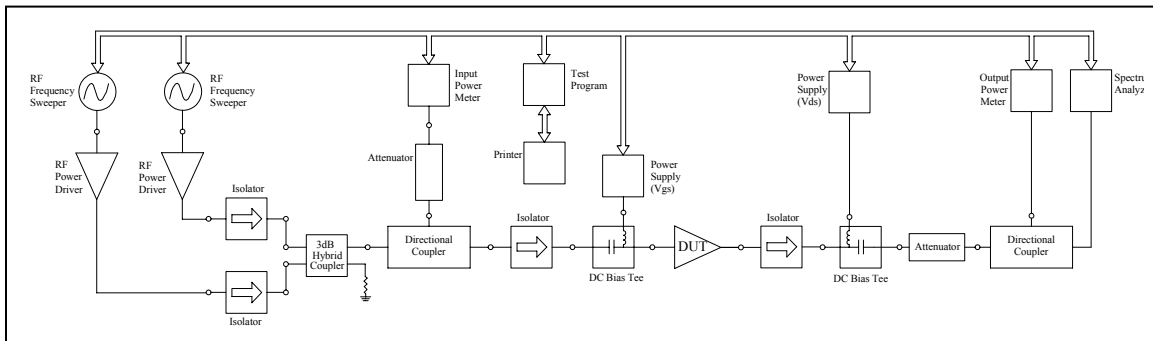 RF
Frequency
Sweeper
RF
Frequency
Sweeper
Input
Power
Meter
Test
Program
Power
Supply
(Vds)
Output
Power
Meter
Spectru
Analyz
RF
Power
Driver
RF
Power
Driver
Attenuator
Printer
Power
Supply
(Vgs)
Isolator
3dB
Hybrid
Coupler
Directional
Coupler
Isolator
DC Bias Tee
DUT
Isolator
DC Bias Tee
Attenuator
Directional
Coupler
Isolator